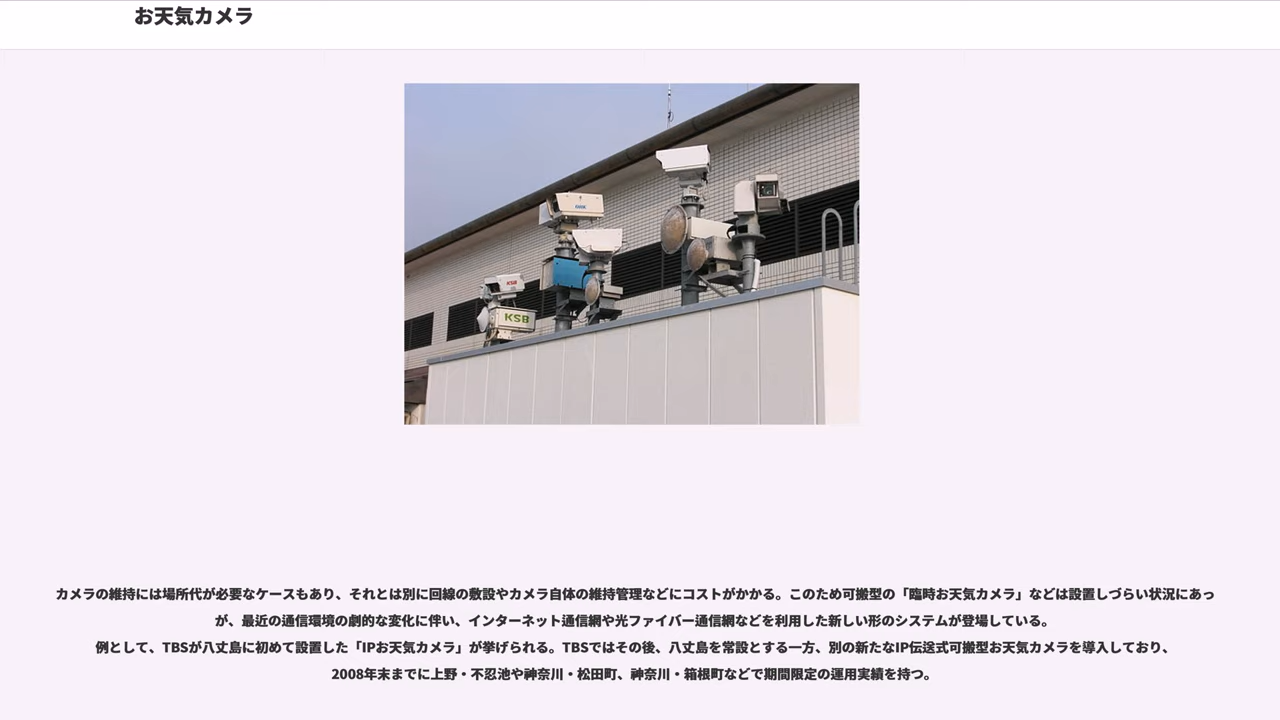 お天気カメラ
KSB
KSB
カメラの維持には場所代が必要なケースもあり、それとは別に回線の敷設やカメラ自体の維持管理などにコストがかかる。このため可搬型の「臨時お天気カメラ」などは設置しづらい状況にあっ
が、最近の通信環境の劇的な変化に伴い、インターネット通信網や光ファイバー通信網などを利用した新しい形のシステムが登場している。
例として、TBSが八丈島に初めて設置した「IPお天気カメラ」が挙げられる。TBSではその後、八丈島を常設とする一方、別の新たなIP伝送式可搬型お天気カメラを導入しており、
2008年末までに上野・不忍池や神奈川・松田町、神奈川・箱根町などで期間限定の運用実績を持つ。